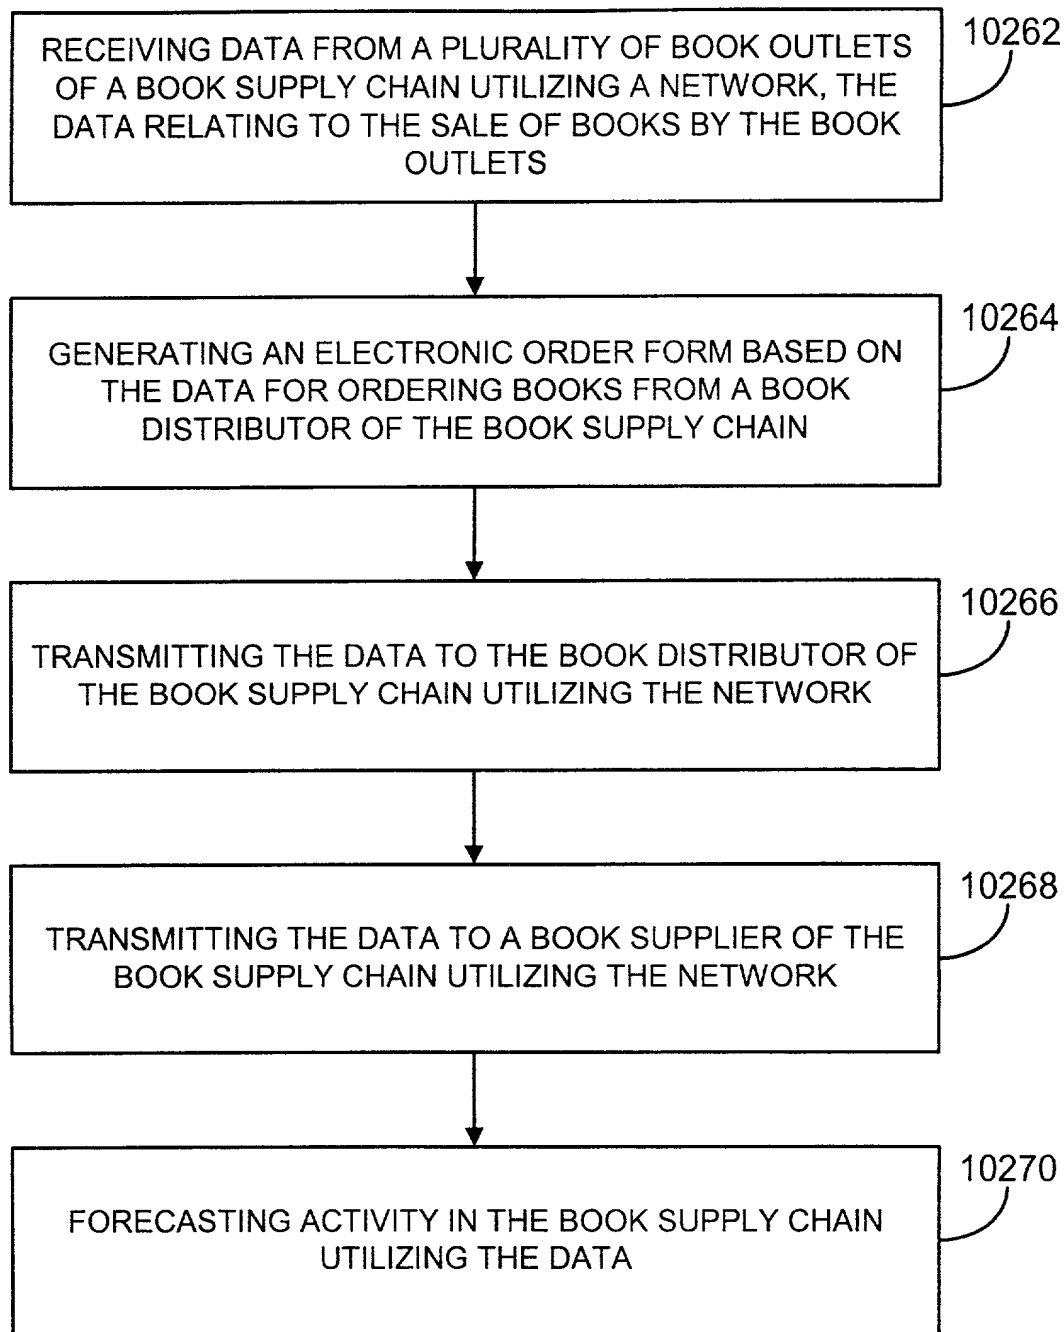 RECEIVING DATA FROM A PLURALITY OF BOOK OUTLETS
OF A BOOK SUPPLY CHAIN UTILIZING A NETWORK, THE
DATA RELATING TO THE SALE OF BOOKS BY THE BOOK
OUTLETS
10262
GENERATING AN ELECTRONIC ORDER FORM BASED ON
THE DATA FOR ORDERING BOOKS FROM A BOOK
DISTRIBUTOR OF THE BOOK SUPPLY CHAIN
10264
TRANSMITTING THE DATA TO THE BOOK DISTRIBUTOR OF
THE BOOK SUPPLY CHAIN UTILIZING THE NETWORK
10266
TRANSMITTING THE DATA TO A BOOK SUPPLIER OF THE
BOOK SUPPLY CHAIN UTILIZING THE NETWORK
10268
FORECASTING ACTIVITY IN THE BOOK SUPPLY CHAIN
UTILIZING THE DATA
10270